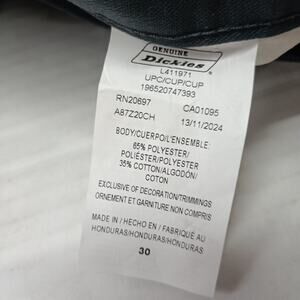 GENUINE
Dickies
L411971
UPC/CUP/CUP
196520747393
RN20697 CA01095
A87Z20CH 13/11/2024
BODY/CUERPO/L'ENSEMBLE:
65% POLYESTER/
POLIÉSTER/POLYESTER
35% COTTON/ALGODÓN/
COTON
EXCLUSIVE OF DECORATION/TRIMMINGS
ORNEMENT ET GARNITURE NON COMPRIS
MADE IN / HECHO EN / FABRIQUÉ AU
HONDURAS/HONDURAS/HONDURAS
30